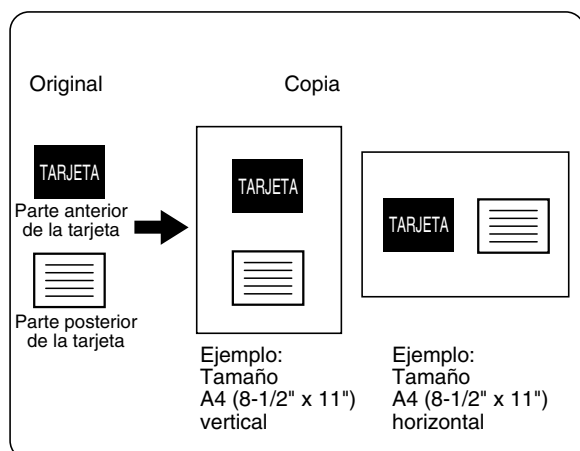 Original
Copia
TARJETA
Parte anterior
de la tarjeta
Parte posterior
de la tarjeta
TARJETA
Ejemplo:
Tamaño
A4 (8-1/2" x 11")
vertical
TARJETA
Ejemplo:
Tamaño
A4 (8-1/2" x 11")
horizontal